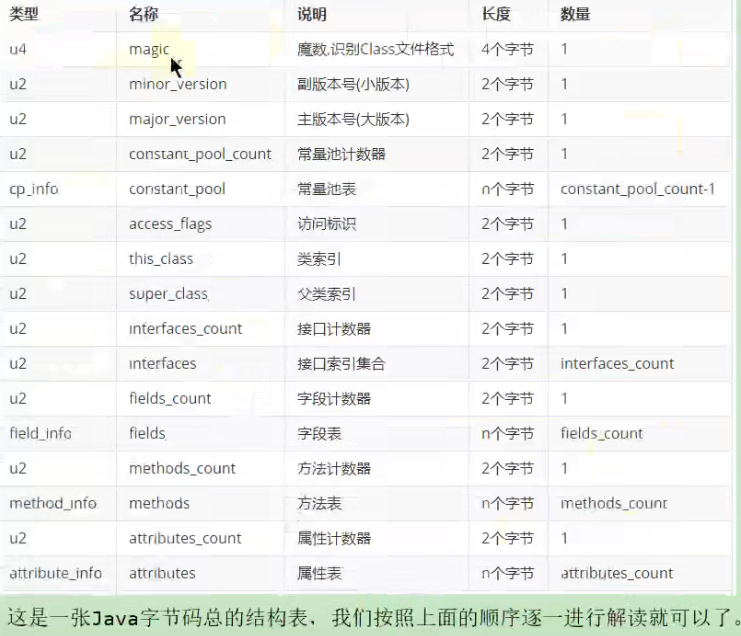 类型 名称 说明 长度 数量
u4 magic 魔数,识别Class文件格式 4个字节 1
u2 minor_version 副版本号(小版本) 2个字节 1
u2 major_version 主版本号(大版本) 2个字节 1
u2 constant_pool_count 常量池计数器 2个字节 1
cp_info constant_pool 常量池表 n个字节 constant_pool_count-1
u2 access_flags 访问标识 2个字节 1
u2 this_class 类索引 2个字节 1
u2 super_class 父类索引 2个字节 1
u2 interfaces_count 接口计数器 2个字节 1
u2 interfaces 接口索引集合 2个字节 interfaces_count
u2 fields_count 字段计数器 2个字节 1
field_info fields 字段表 n个字节 fields_count
u2 methods_count 方法计数器 2个字节 1
method_info methods 方法表 n个字节 methods_count
u2 attributes_count 属性计数器 2个字节 1
attribute_info attributes 属性表 n个字节 attributes_count
这是一张Java字节码总的结构表，我们按照上面的顺序逐一进行解读就可以了。